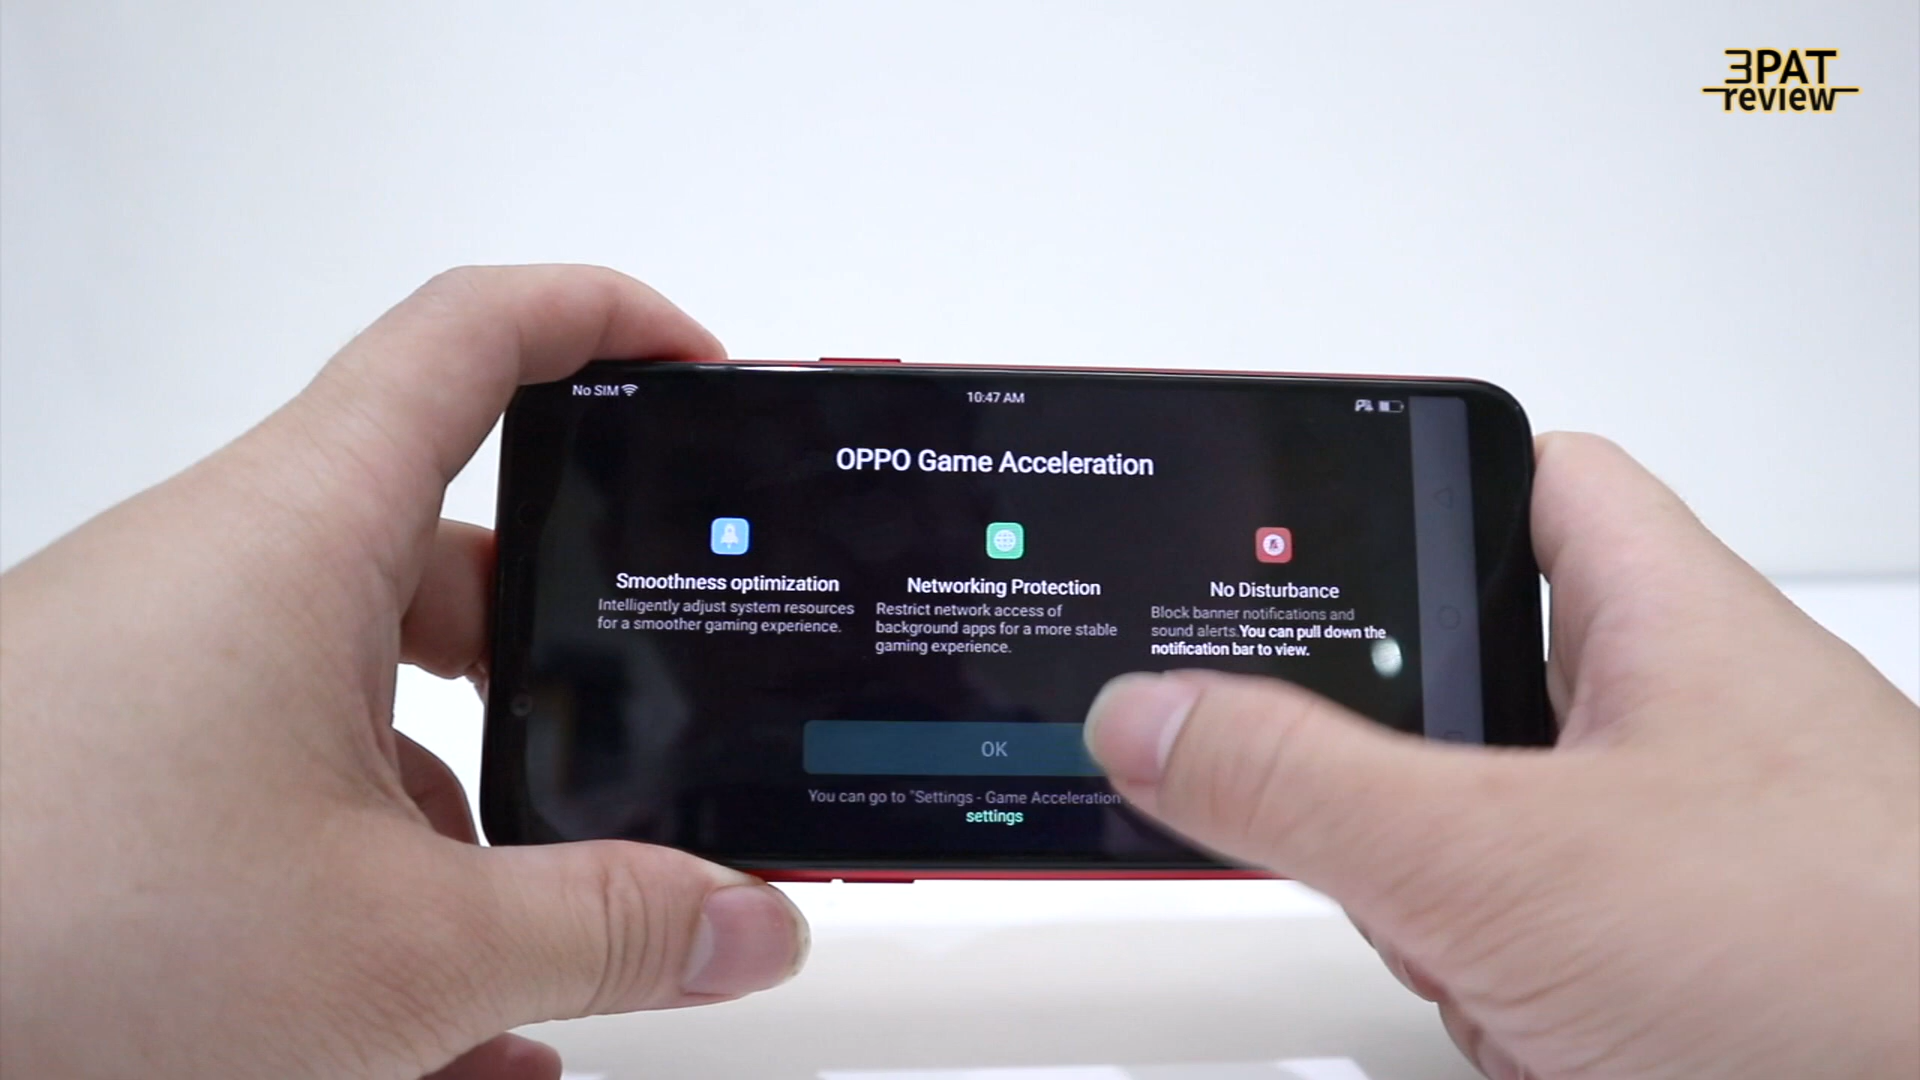 3PAT
review
No SIM
10:47 AM
OPPO Game Acceleration
Smoothness optimization
Intelligently adjust system resources
for a smoother gaming experience.
Networking Protection
Restrict network access of
background apps for a more stable
gaming experience.
No Disturbance
Block banner notifications and
sound alerts.You can pull down the
notification bar to view.
OK
You can go to "Settings - Game Acceleration
settings